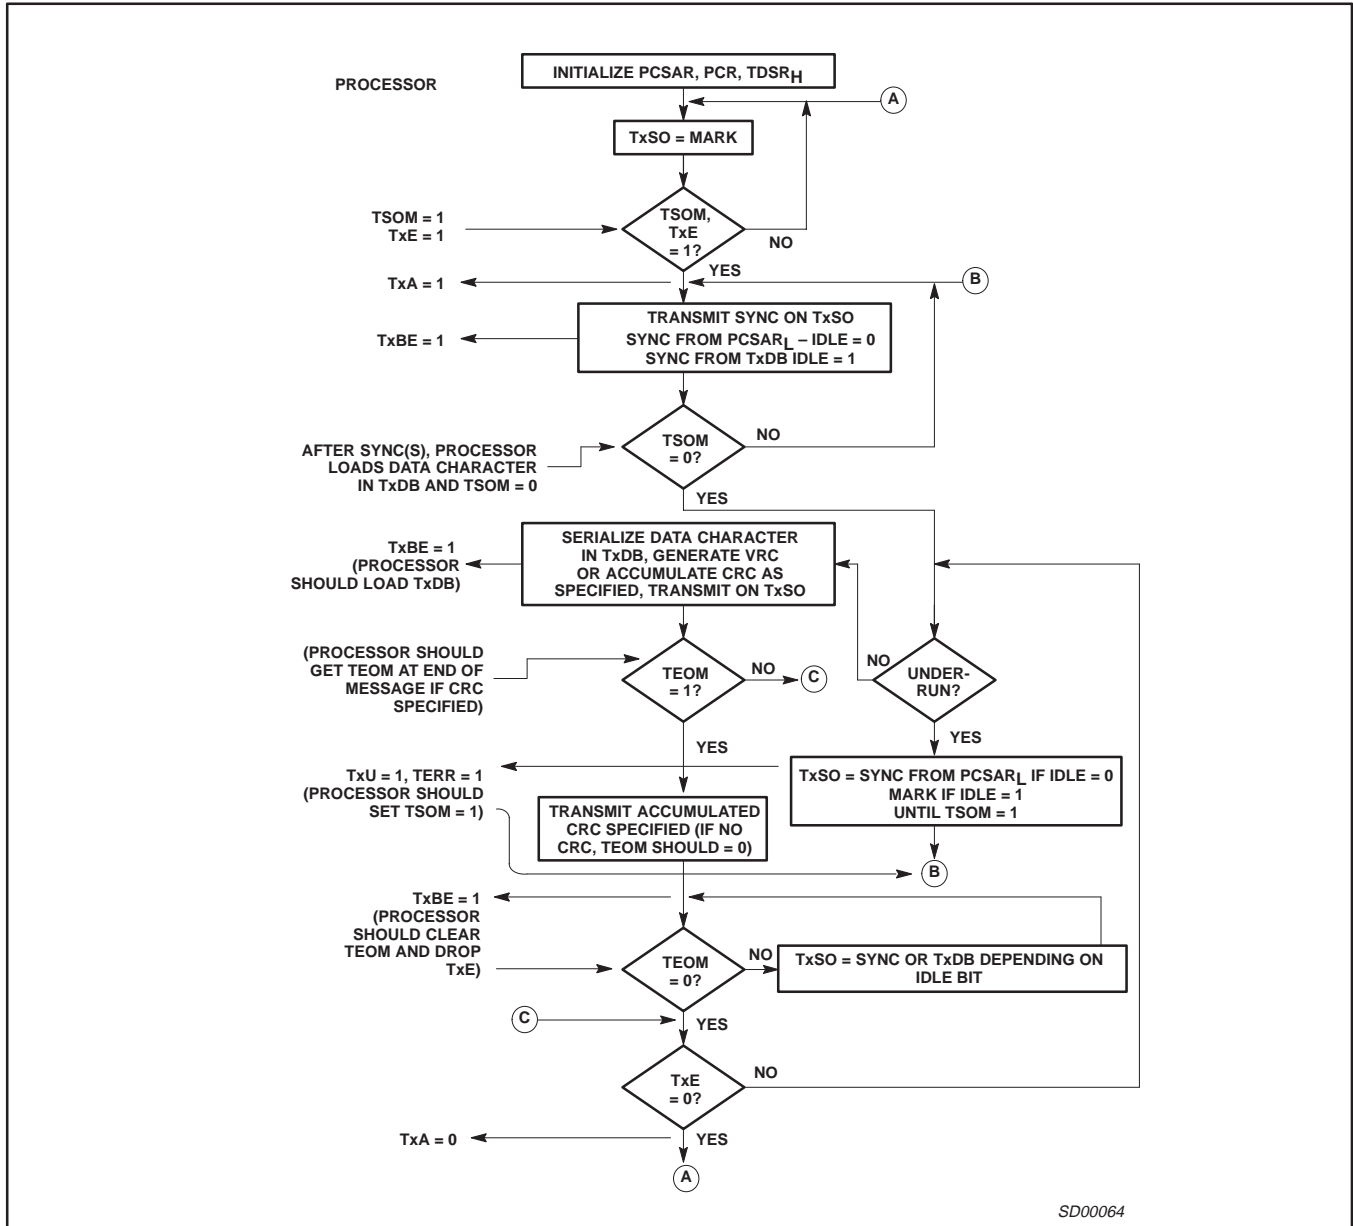 PROCESSOR
INITIALIZE PCSAR, PCR, TDSRH
A
TxSO = MARK
TSOM = 1
TxE = 1
TSOM,
TxE
= 1?
NO
YES
TxA = 1
B
TRANSMIT SYNC ON TxSO
SYNC FROM PCSARL – IDLE = 0
SYNC FROM TxDB IDLE = 1
TxBE = 1
TSOM
= 0?
NO
AFTER SYNC(S), PROCESSOR
LOADS DATA CHARACTER
IN TxDB AND TSOM = 0
YES
TxBE = 1
(PROCESSOR
SHOULD LOAD TxDB)
SERIALIZE DATA CHARACTER
IN TxDB, GENERATE VRC
OR ACCUMULATE CRC AS
SPECIFIED, TRANSMIT ON TxSO
(PROCESSOR SHOULD
GET TEOM AT END OF
MESSAGE IF CRC
SPECIFIED)
TEOM
= 1?
NO
C
NO
UNDER-
RUN?
YES
YES
TxU = 1, TERR = 1
(PROCESSOR SHOULD
SET TSOM = 1)
TRANSMIT ACCUMULATED
CRC SPECIFIED (IF NO
CRC, TEOM SHOULD = 0)
TxSO = SYNC FROM PCSARL IF IDLE = 0
MARK IF IDLE = 1
UNTIL TSOM = 1
B
TxBE = 1
(PROCESSOR
SHOULD CLEAR
TEOM AND DROP
TxE)
TEOM
= 0?
NO
TxSO = SYNC OR TxDB DEPENDING ON
IDLE BIT
C
YES
TxE
= 0?
NO
TxA = 0
YES
A
SD00064